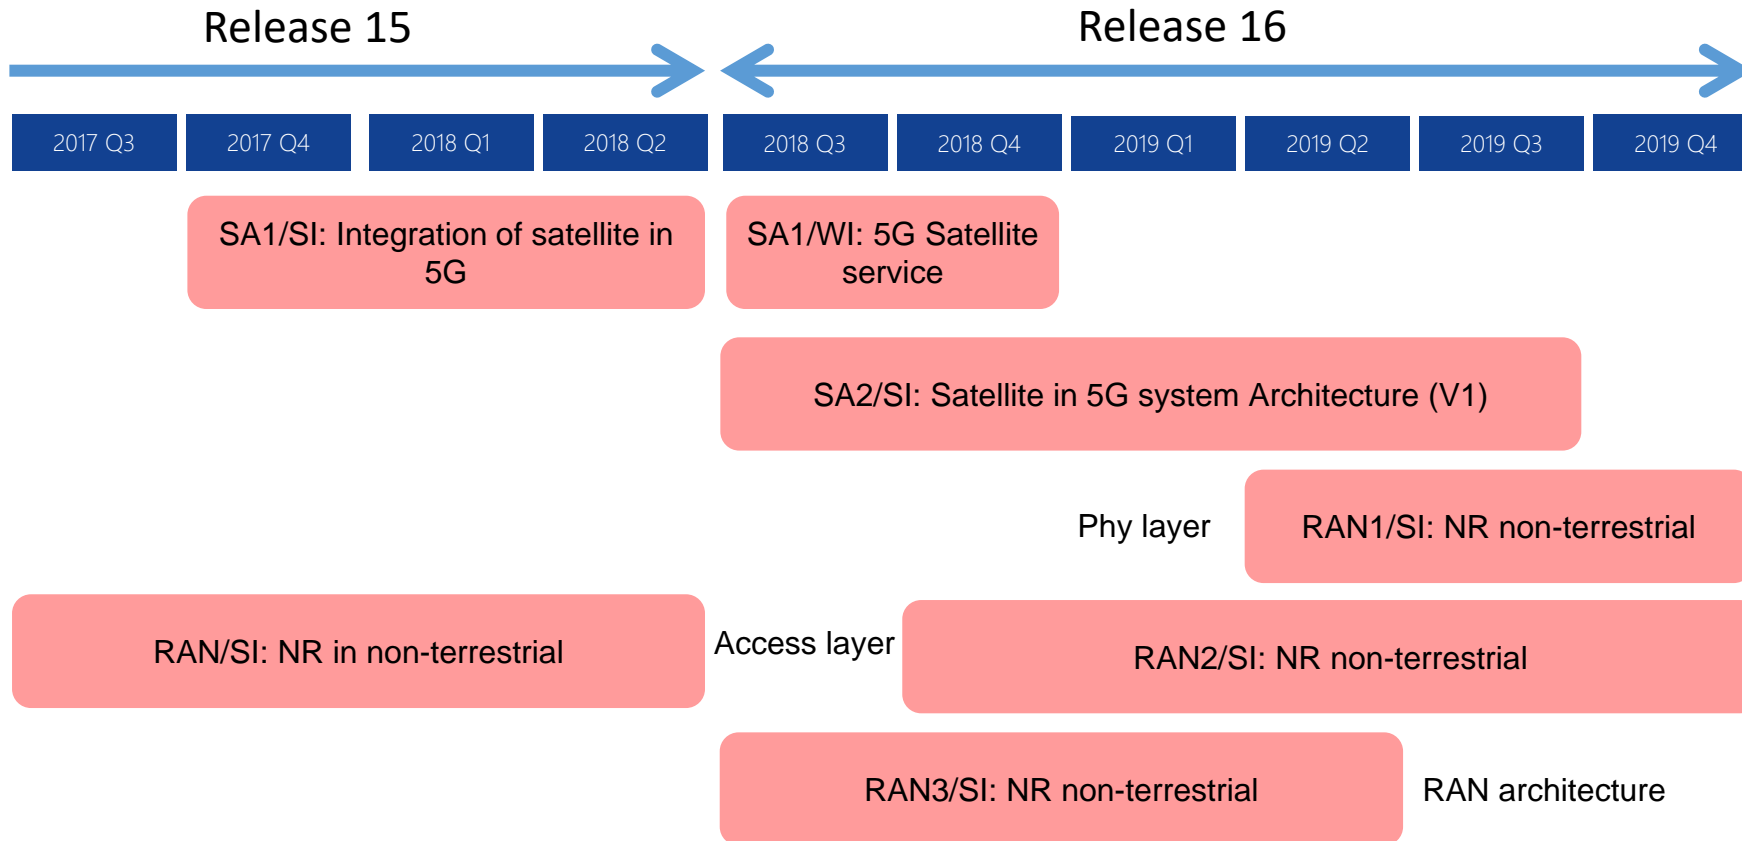 Release 15
Release 16
2017 Q3
2017 Q4
2018 Q1
2018 Q2
2018 Q3
2018 Q4
2019 Q1
2019 Q2
2019 Q3
2019 Q4
SA1/SI: Integration of satellite in
5G
SA1/WI: 5G Satellite
service
SA2/SI: Satellite in 5G system Architecture (V1)
Phy layer
RAN1/SI: NR non-terrestrial
RAN/SI: NR in non-terrestrial
Access layer
RAN2/SI: NR non-terrestrial
RAN3/SI: NR non-terrestrial
RAN architecture